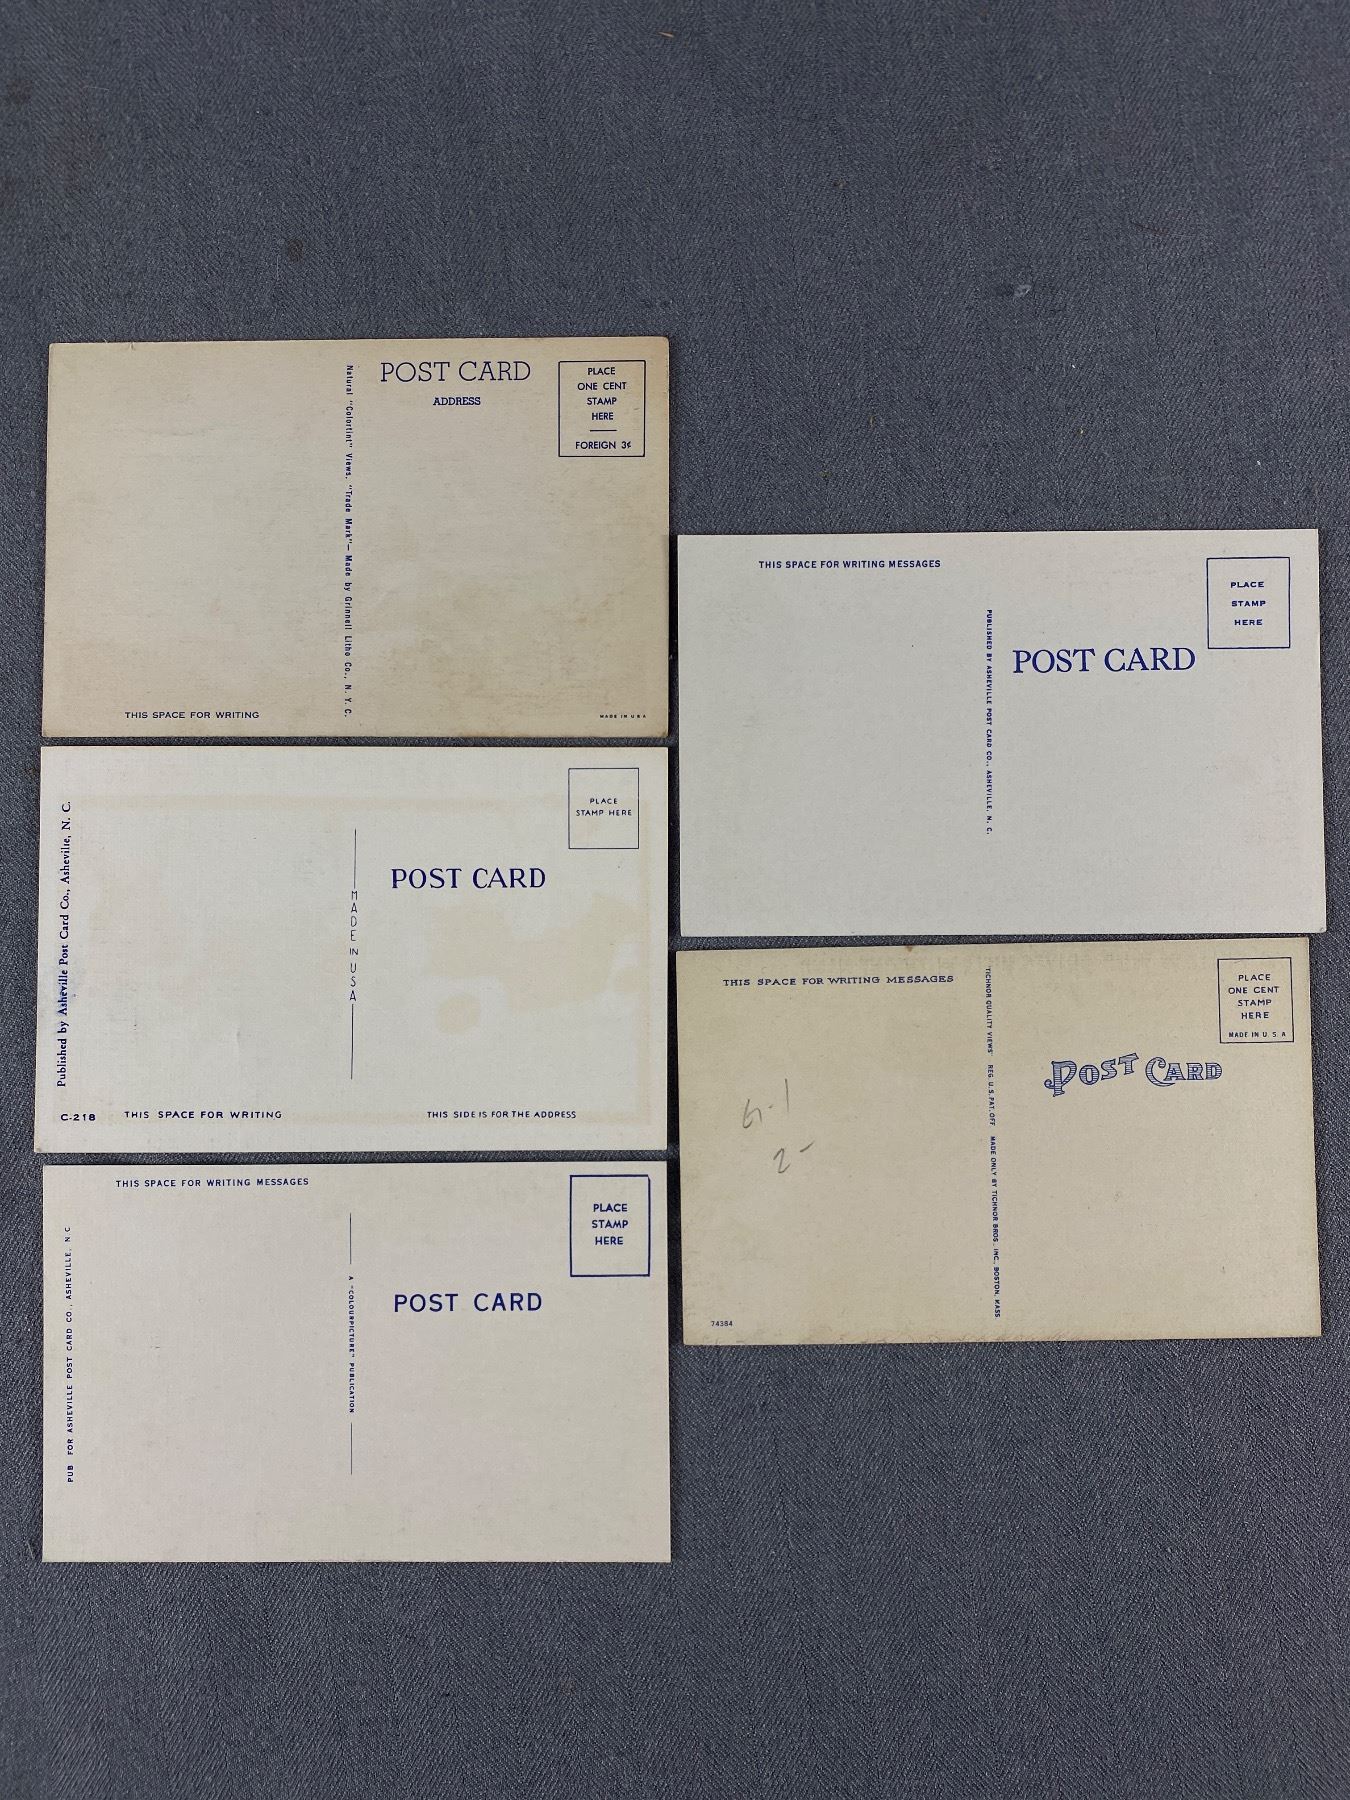 POST CARD
ADDRESS
PLACE
ONE CENT
STAMP
HERE
FOREIGN 3¢
Natural "Colortint" Views. "Trade Mark"— Made by Grinnell Litho Co., N. Y. C.
THIS SPACE FOR WRITING
MADE IN U S A
Published by Asheville Post Card Co., Asheville, N. C.
PLACE
STAMP HERE
POST CARD
MADE IN USA
C-218
THIS SPACE FOR WRITING
THIS SIDE IS FOR THE ADDRESS
THIS SPACE FOR WRITING MESSAGES
PLACE
STAMP
HERE
PUB FOR ASHEVILLE POST CARD CO., ASHEVILLE, N C
A "COLOURPICTURE" PUBLICATION
POST CARD
THIS SPACE FOR WRITING MESSAGES
PLACE
STAMP
HERE
PUBLISHED BY ASHEVILLE POST CARD CO., ASHEVILLE, N. C.
POST CARD
THIS SPACE FOR WRITING MESSAGES
PLACE
ONE CENT
STAMP
HERE
MADE IN U. S. A
'TICHNOR QUALITY VIEWS' REG. U. S. PAT. OFF. MADE ONLY BY TICHNOR BROS. INC., BOSTON, MASS
POST CARD
2-
74384